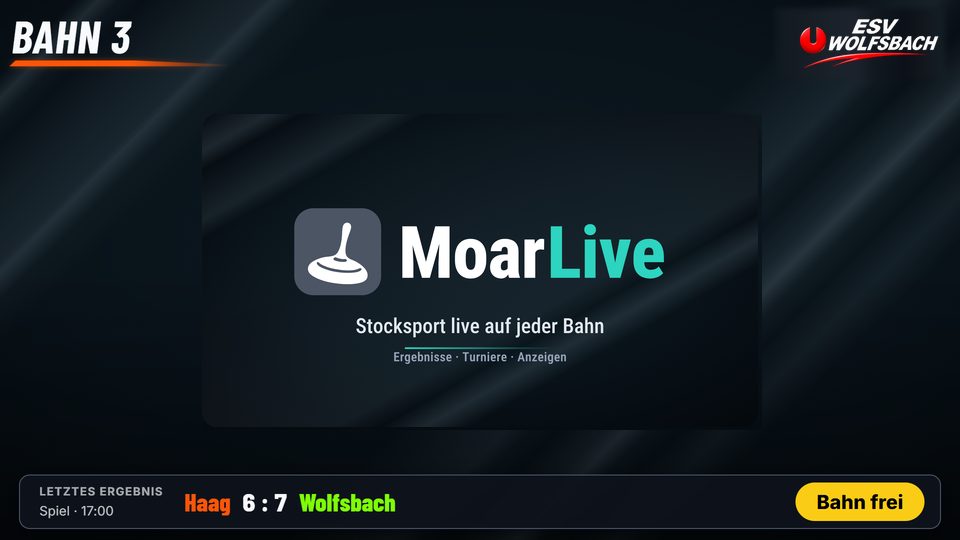 BAHN 3
ESV
WOLFSBACH
MoarLive
Stocksport live auf jeder Bahn
Ergebnisse · Turniere · Anzeigen
LETZTES ERGEBNIS
Spiel · 17:00
Haag 6 : 7 Wolfsbach
Bahn frei